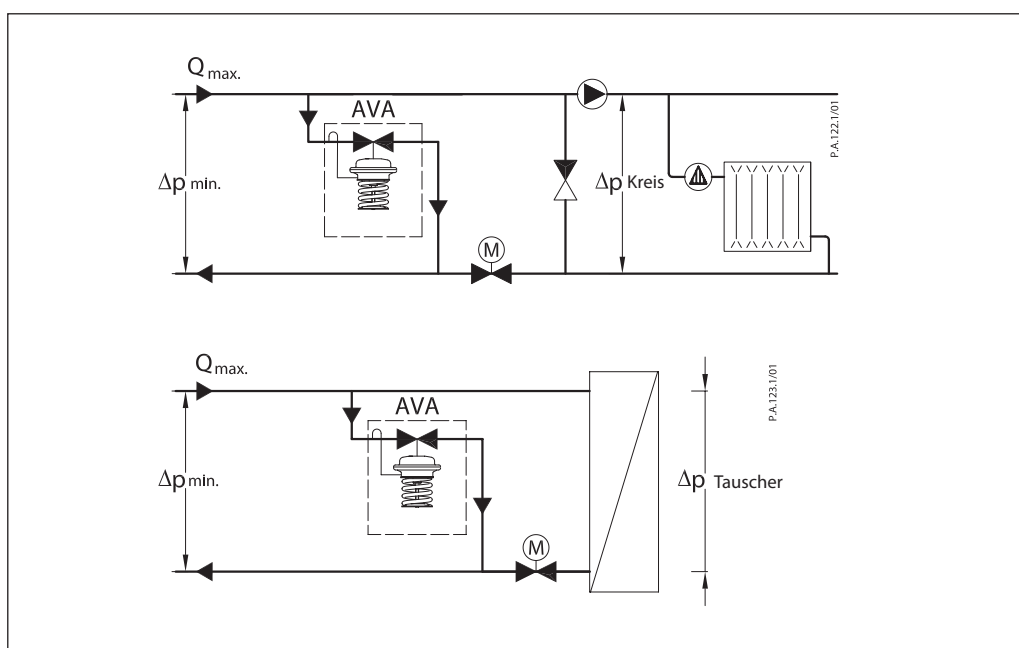 Q max.
AVA
Δp min.
Δp Kreis
M
P.A.122.1/01
Q max.
AVA
Δp min.
Δp Tauscher
M
P.A.123.1/01